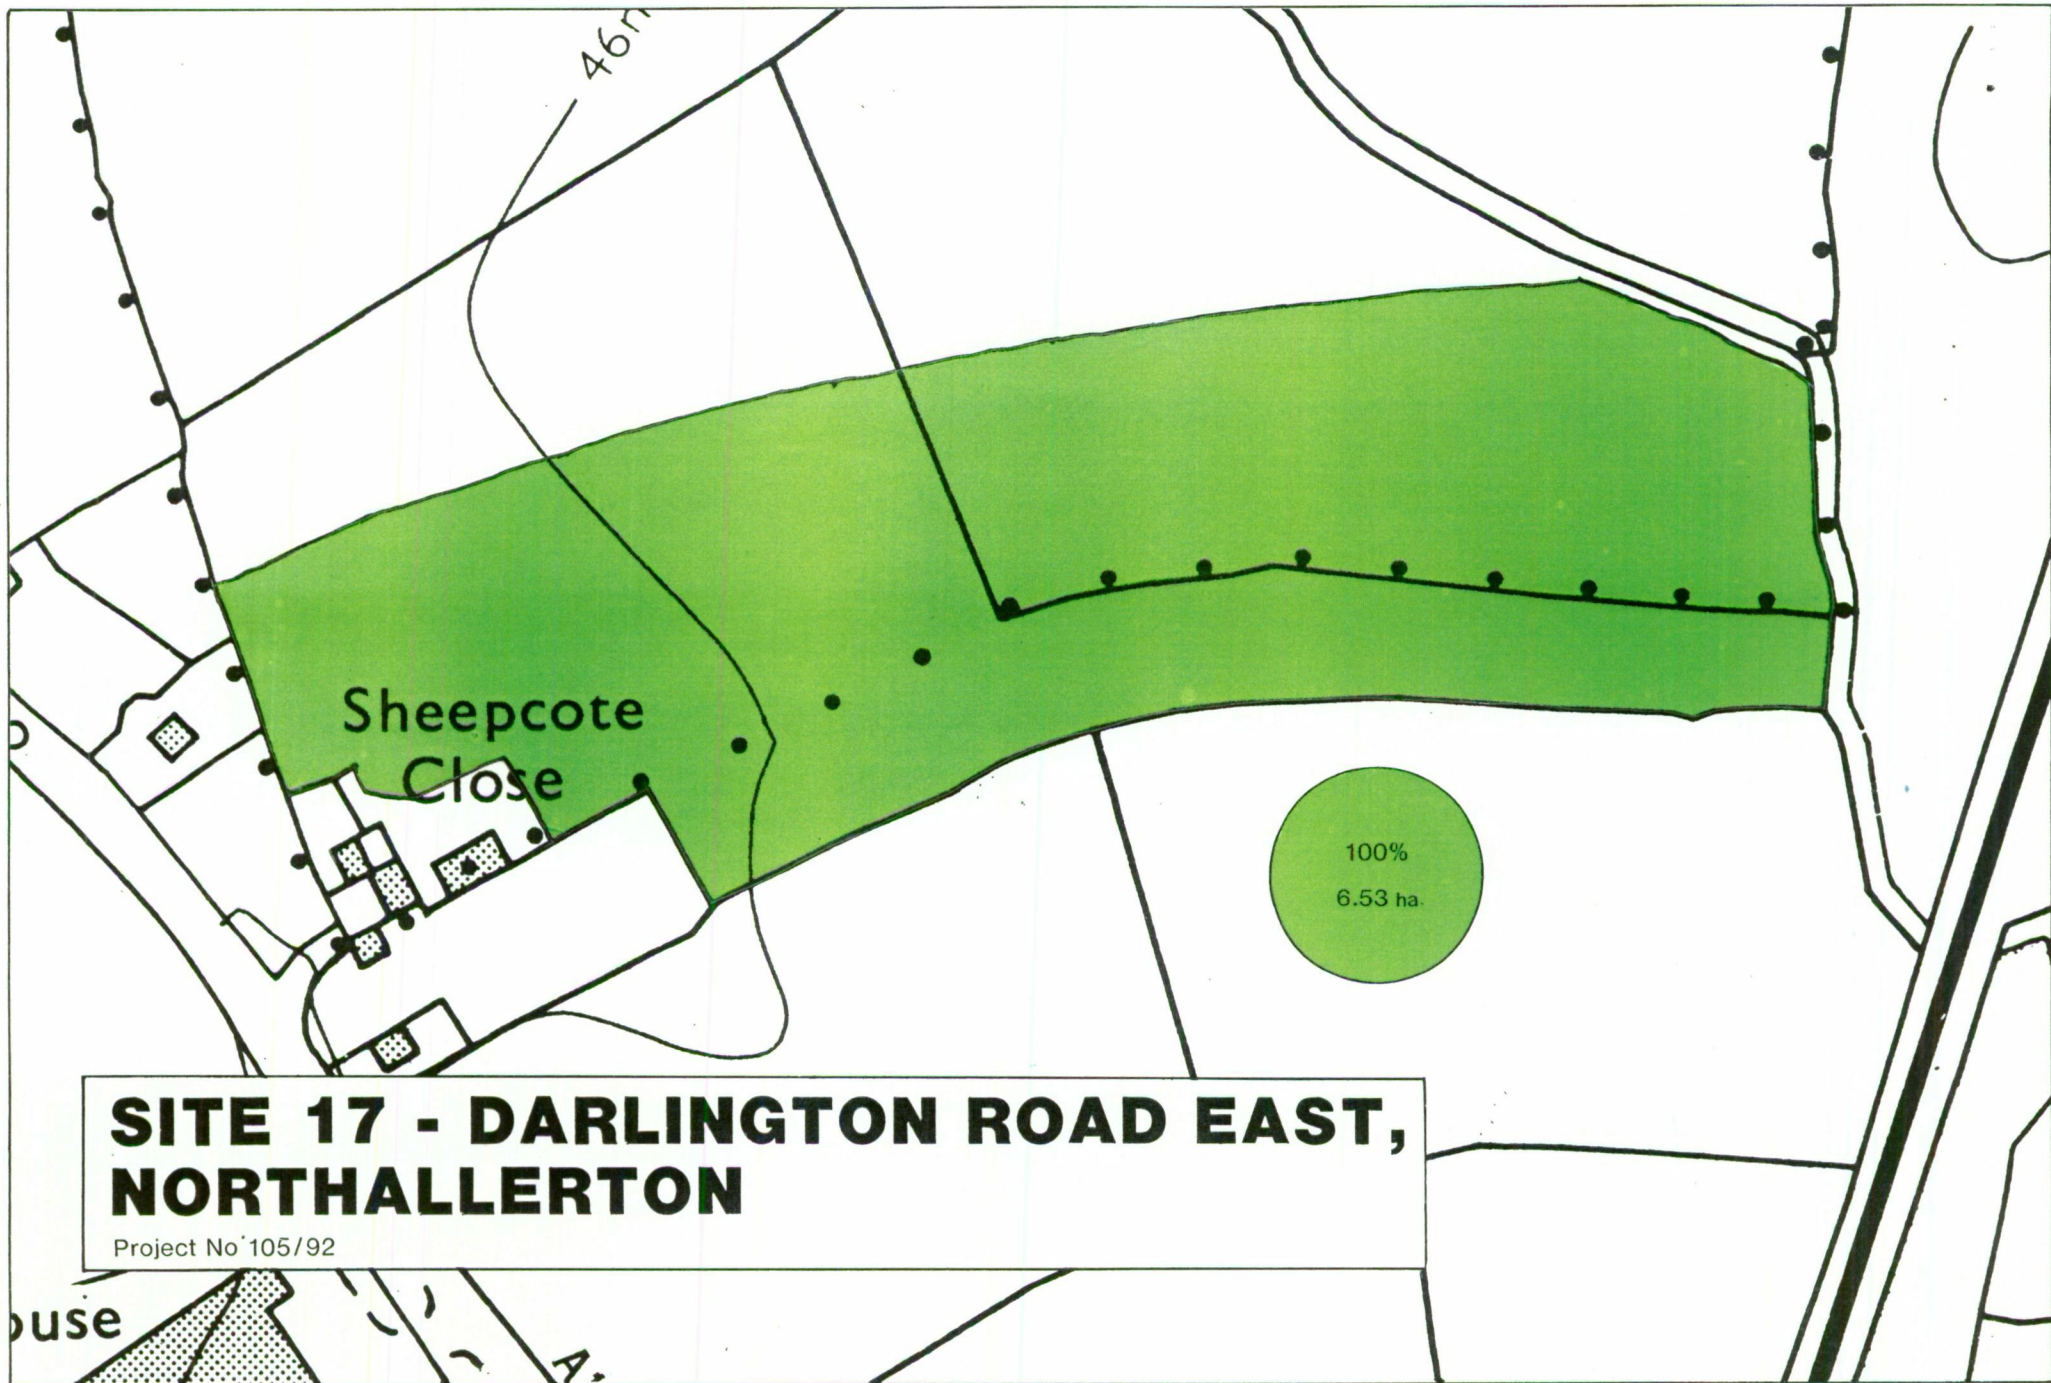 46m
Sheepcote
Close
100%
6.53 ha.
SITE 17 - DARLINGTON ROAD EAST,
NORTHALLERTON
Project No 105/92
ouse